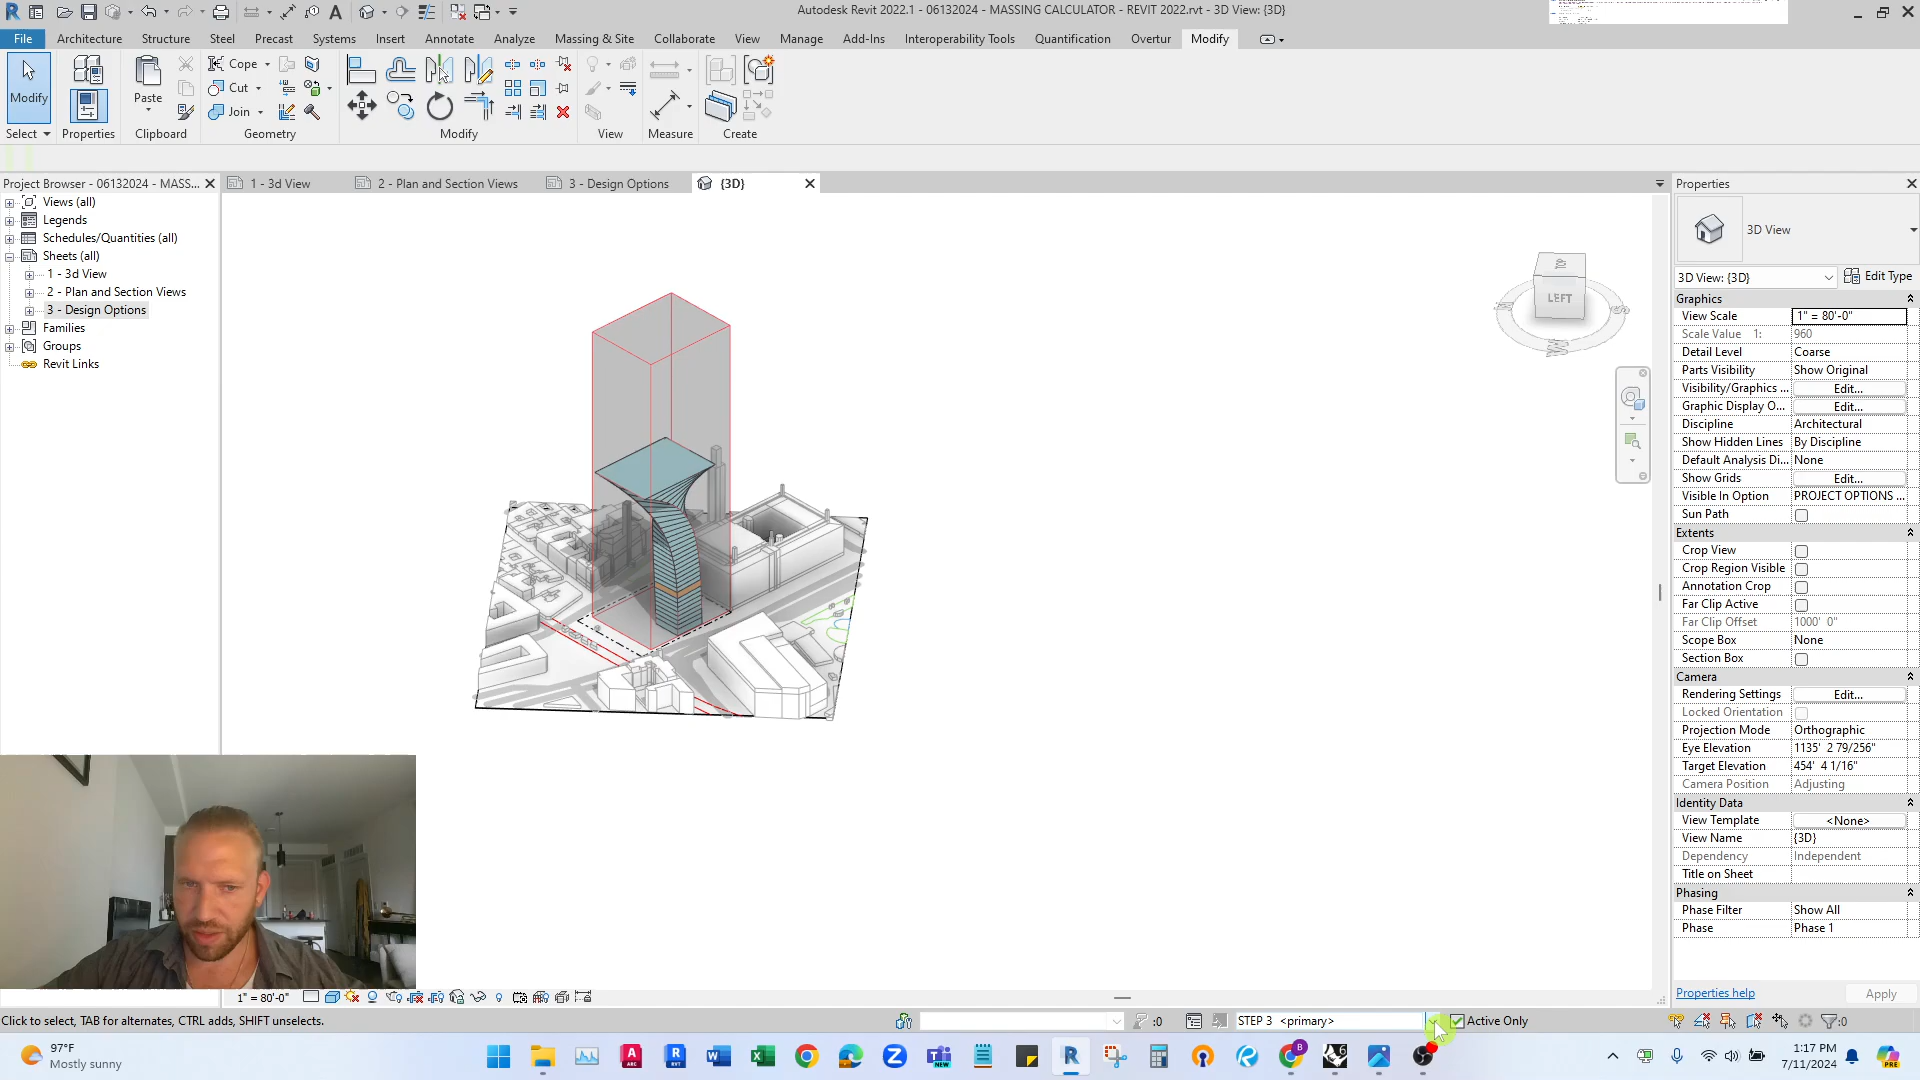 Autodesk Revit 2022.1 - 06132024 - MASSING CALCULATOR - REVIT 2022.rvt - 3D View: {3D}
File Architecture Structure Steel Precast Systems Insert Annotate Analyze Massing & Site Collaborate View Manage Add-Ins Interoperability Tools Quantification Overtur Modify
Modify Paste Cope Cut Join
Select Properties Clipboard Geometry Modify View Measure Create
Project Browser - 06132024 - MASS...
1 - 3d View 2 - Plan and Section Views 3 - Design Options {3D}
Views (all)
Legends
Schedules/Quantities (all)
Sheets (all)
1 - 3d View
2 - Plan and Section Views
3 - Design Options
Families
Groups
Revit Links
LEFT
Properties
3D View
3D View: {3D} Edit Type
Graphics
View Scale 1" = 80'-0"
Scale Value 1: 960
Detail Level Coarse
Parts Visibility Show Original
Visibility/Graphics ... Edit...
Graphic Display O... Edit...
Discipline Architectural
Show Hidden Lines By Discipline
Default Analysis Di... None
Show Grids Edit...
Visible In Option PROJECT OPTIONS ...
Sun Path
Extents
Crop View
Crop Region Visible
Annotation Crop
Far Clip Active
Far Clip Offset 1000' 0"
Scope Box None
Section Box
Camera
Rendering Settings Edit...
Locked Orientation
Projection Mode Orthographic
Eye Elevation 1135' 2 79/256"
Target Elevation 454' 4 1/16"
Camera Position Adjusting
Identity Data
View Template <None>
View Name {3D}
Dependency Independent
Title on Sheet
Phasing
Phase Filter Show All
Phase Phase 1
Properties help Apply
1" = 80'-0"
Click to select, TAB for alternates, CTRL adds, SHIFT unselects. :0 STEP 3 <primary> Active Only :0
97°F
Mostly sunny
1:17 PM
7/11/2024